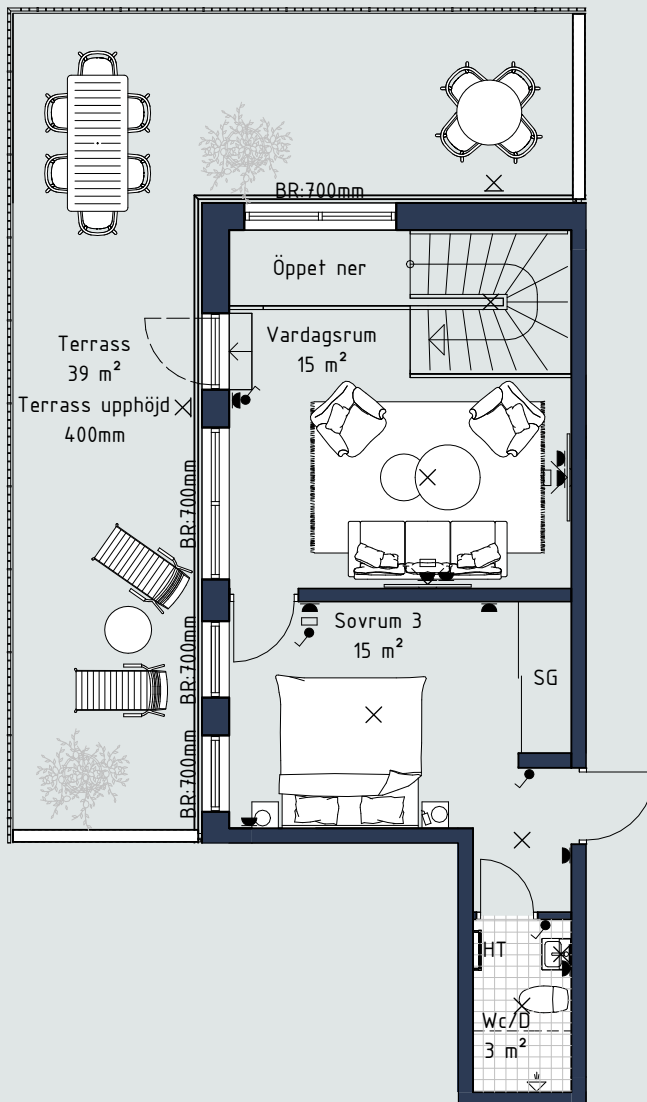 BR:700mm
Öppet ner
Vardagsrum
15 m²
Terrass
39 m²
Terrass upphöjd
400mm
BR:700mm
Sovrum 3
15 m²
BR:700mm
SG
BR:700mm
HT
Wc/D
3 m²